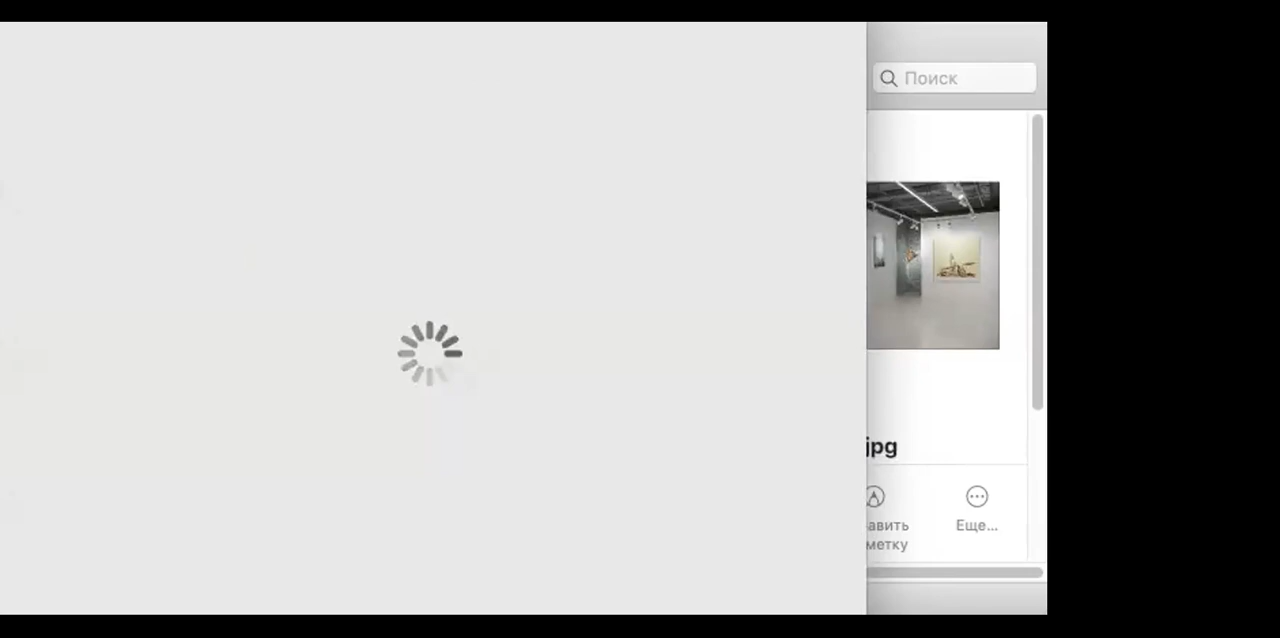 Поиск
jpg
авить
метку
Еще...